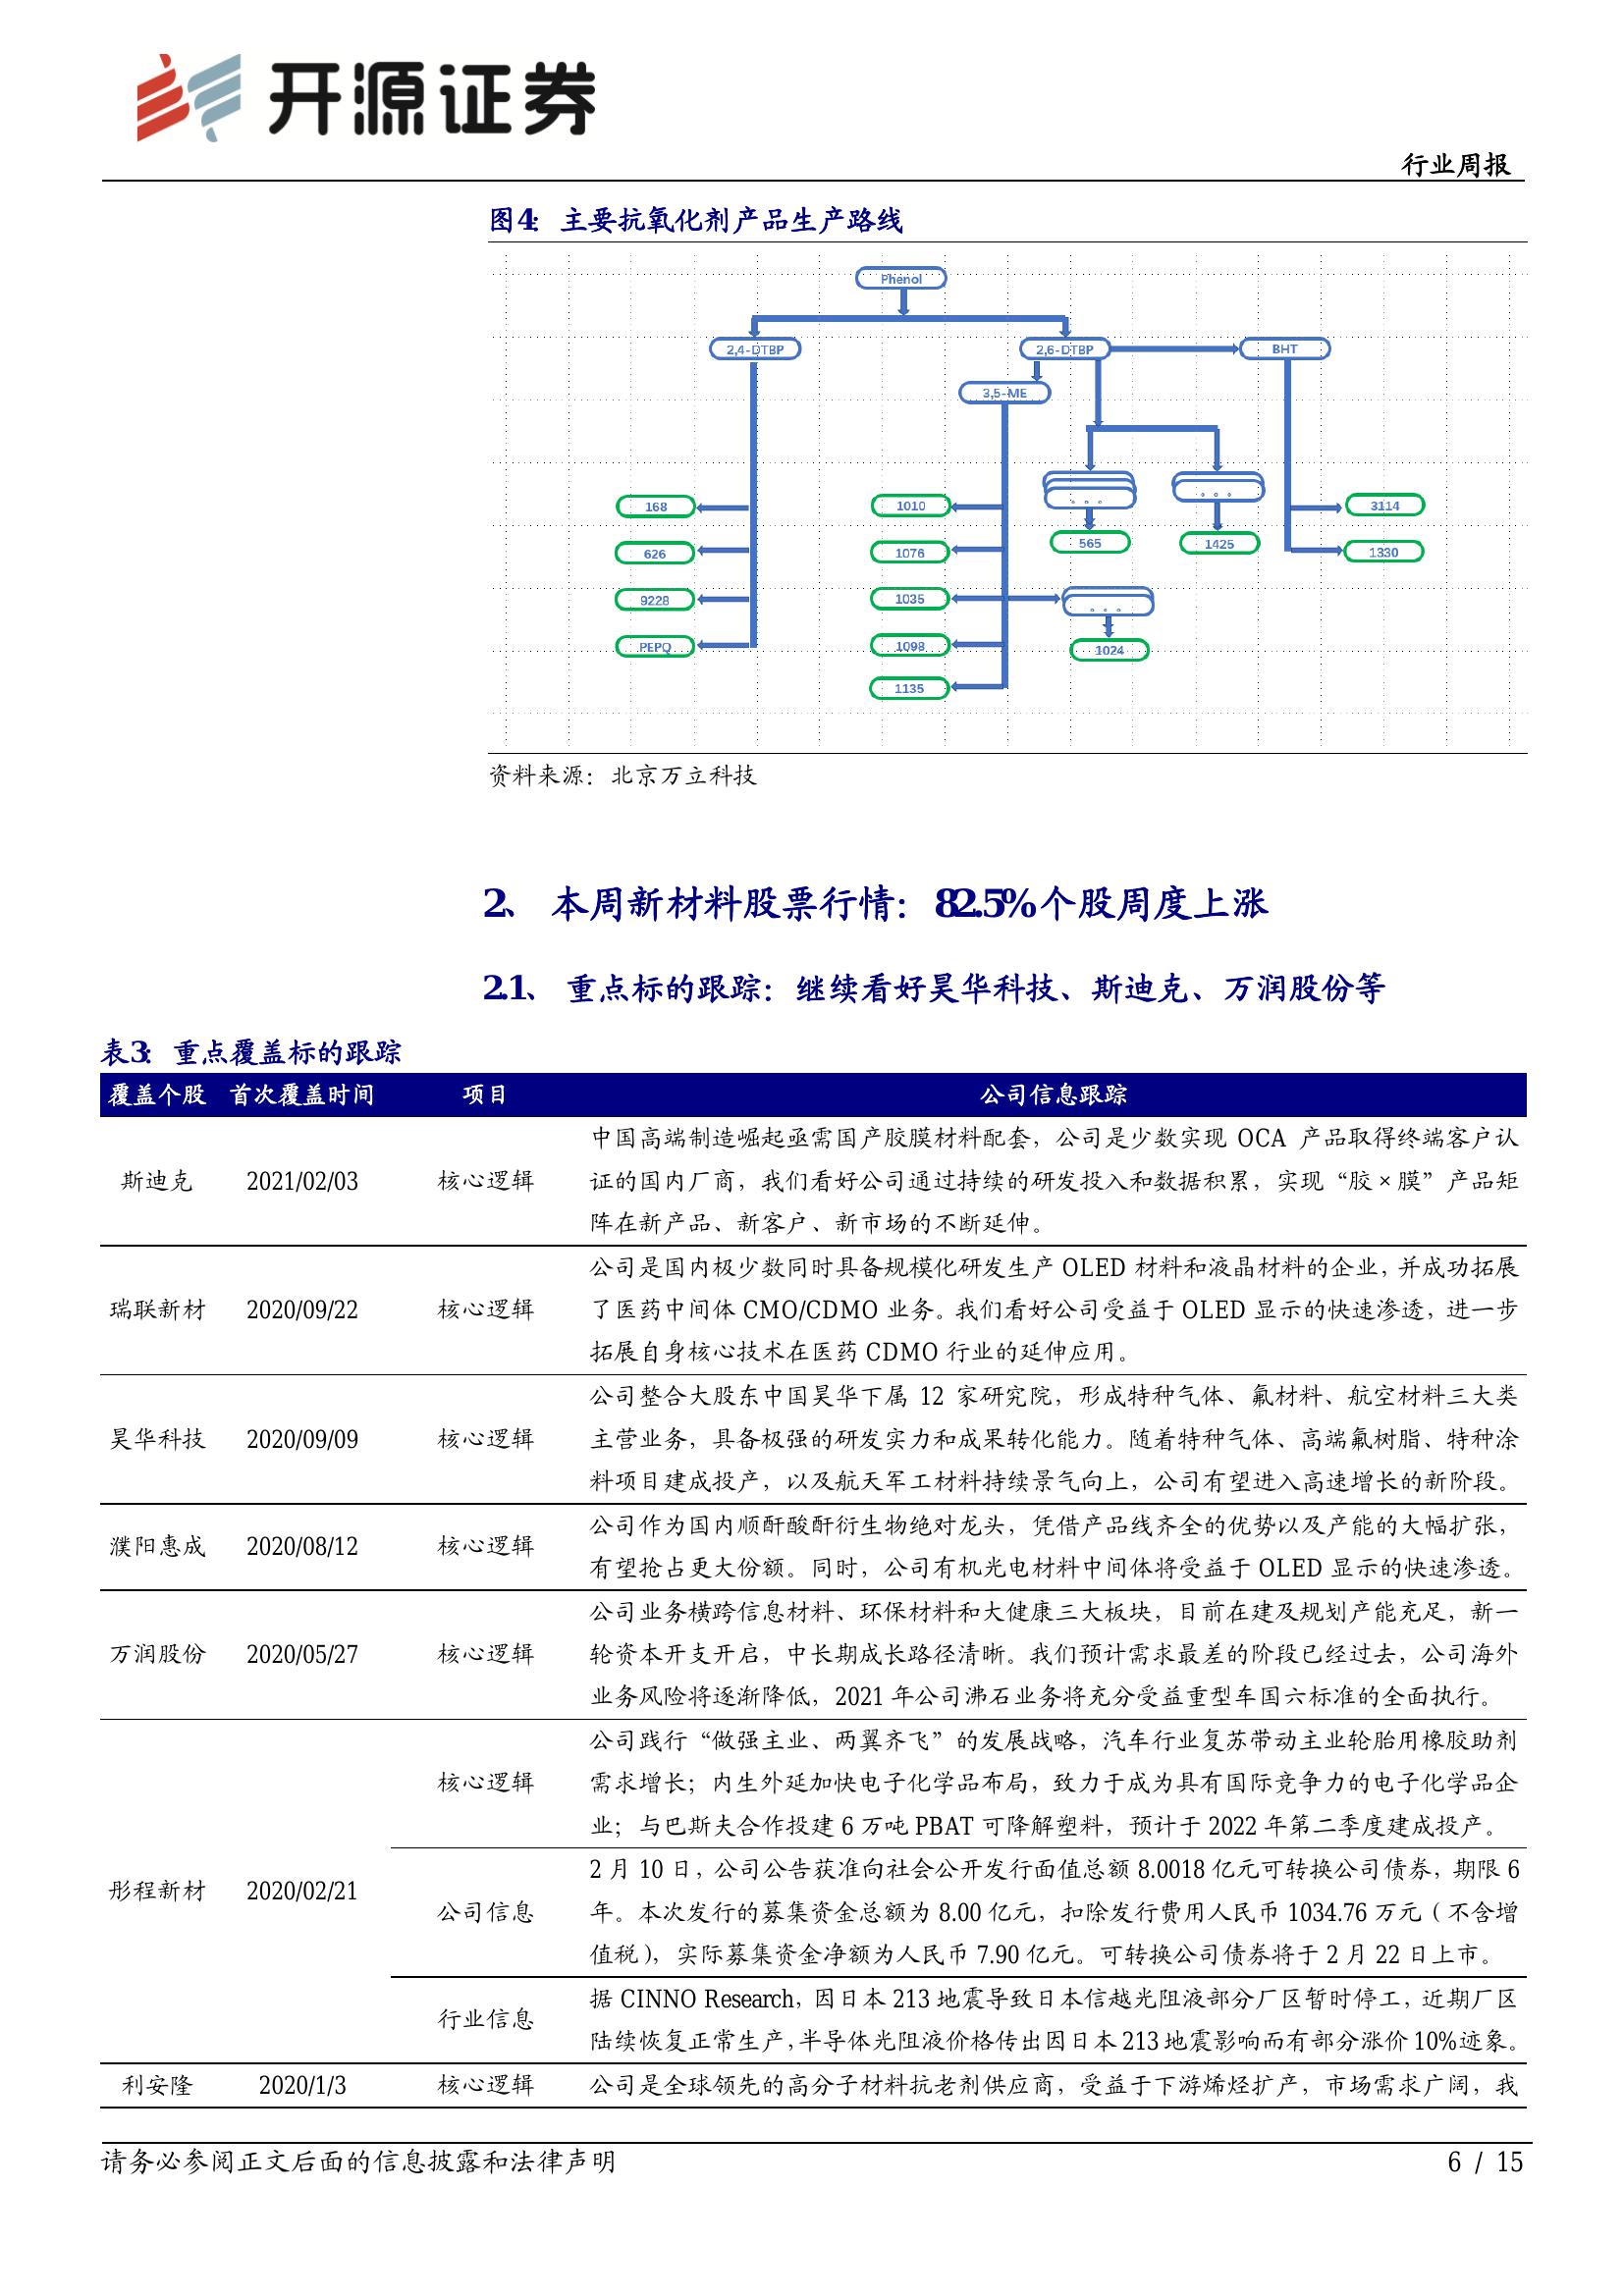 开源证券
行业周报
图4：主要抗氧化剂产品生产路线
Phenol
2,4-DTBP
2,6-DTBP
BHT
3,5-ME
168
1010
3114
626
1076
565
1425
1330
9228
1035
PEPQ
1098
1024
1135
资料来源：北京万立科技
2、 本周新材料股票行情：82.5%个股周度上涨
2.1、 重点标的跟踪：继续看好昊华科技、斯迪克、万润股份等
表3：重点覆盖标的跟踪
覆盖个股 首次覆盖时间 项目 公司信息跟踪
中国高端制造崛起亟需国产胶膜材料配套，公司是少数实现 OCA 产品取得终端客户认
斯迪克 2021/02/03 核心逻辑 证的国内厂商，我们看好公司通过持续的研发投入和数据积累，实现“胶×膜”产品矩
阵在新产品、新客户、新市场的不断延伸。
公司是国内极少数同时具备规模化研发生产 OLED 材料和液晶材料的企业，并成功拓展
瑞联新材 2020/09/22 核心逻辑 了医药中间体 CMO/CDMO 业务。我们看好公司受益于 OLED 显示的快速渗透，进一步
拓展自身核心技术在医药 CDMO 行业的延伸应用。
公司整合大股东中国昊华下属 12 家研究院，形成特种气体、氟材料、航空材料三大类
昊华科技 2020/09/09 核心逻辑 主营业务，具备极强的研发实力和成果转化能力。随着特种气体、高端氟树脂、特种涂
料项目建成投产，以及航天军工材料持续景气向上，公司有望进入高速增长的新阶段。
公司作为国内顺酐酸酐衍生物绝对龙头，凭借产品线齐全的优势以及产能的大幅扩张，
濮阳惠成 2020/08/12 核心逻辑 有望抢占更大份额。同时，公司有机光电材料中间体将受益于 OLED 显示的快速渗透。
公司业务横跨信息材料、环保材料和大健康三大板块，目前在建及规划产能充足，新一
万润股份 2020/05/27 核心逻辑 轮资本开支开启，中长期成长路径清晰。我们预计需求最差的阶段已经过去，公司海外
业务风险将逐渐降低，2021 年公司沸石业务将充分受益重型车国六标准的全面执行。
公司践行“做强主业、两翼齐飞”的发展战略，汽车行业复苏带动主业轮胎用橡胶助剂
核心逻辑 需求增长；内生外延加快电子化学品布局，致力于成为具有国际竞争力的电子化学品企
业；与巴斯夫合作投建 6 万吨 PBAT 可降解塑料，预计于 2022 年第二季度建成投产。
2 月 10 日，公司公告获准向社会公开发行面值总额 8.0018 亿元可转换公司债券，期限 6
彤程新材 2020/02/21 公司信息 年。本次发行的募集资金总额为 8.00 亿元，扣除发行费用人民币 1034.76 万元（不含增
值税），实际募集资金净额为人民币 7.90 亿元。可转换公司债券将于 2 月 22 日上市。
据 CINNO Research，因日本 213 地震导致日本信越光阻液部分厂区暂时停工，近期厂区
行业信息 陆续恢复正常生产，半导体光阻液价格传出因日本 213 地震影响而有部分涨价 10%迹象。
利安隆 2020/1/3 核心逻辑 公司是全球领先的高分子材料抗老剂供应商，受益于下游烯烃扩产，市场需求广阔，我
请务必参阅正文后面的信息披露和法律声明 6 / 15